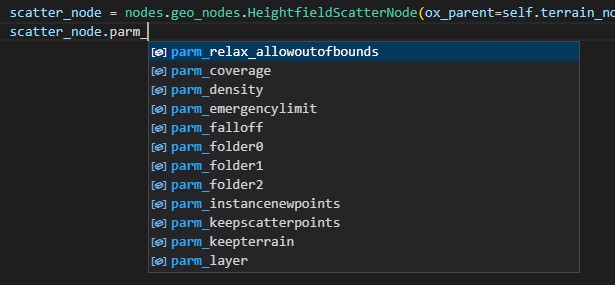 scatter_node = nodes.geo_nodes.HeightfieldScatterNode(ox_parent=self.terrain_no
scatter_node.parm_
parm_relax_allowoutofbounds
parm_coverage
parm_density
parm_emergencylimit
parm_falloff
parm_folder0
parm_folder1
parm_folder2
parm_instancenewpoints
parm_keepscatterpoints
parm_keepterrain
parm_layer